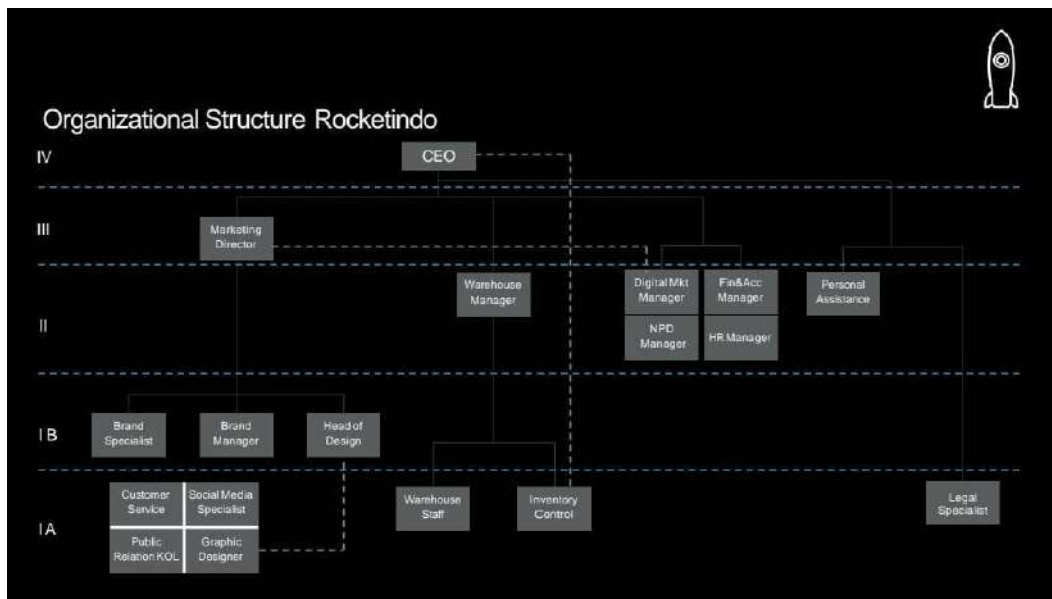 Organizational Structure Rocketindo
IV
CEO
III
Marketing
Director
II
Warehouse
Manager
Digital Mkt
Manager
Fin&Acc
Manager
NPD
Manager
HR Manager
Personal
Assistance
I B
Brand
Specialist
Brand
Manager
Head of
Design
I A
Customer
Service
Social Media
Specialist
Public
Relation KOL
Graphic
Designer
Warehouse
Staff
Inventory
Control
Legal
Specialist